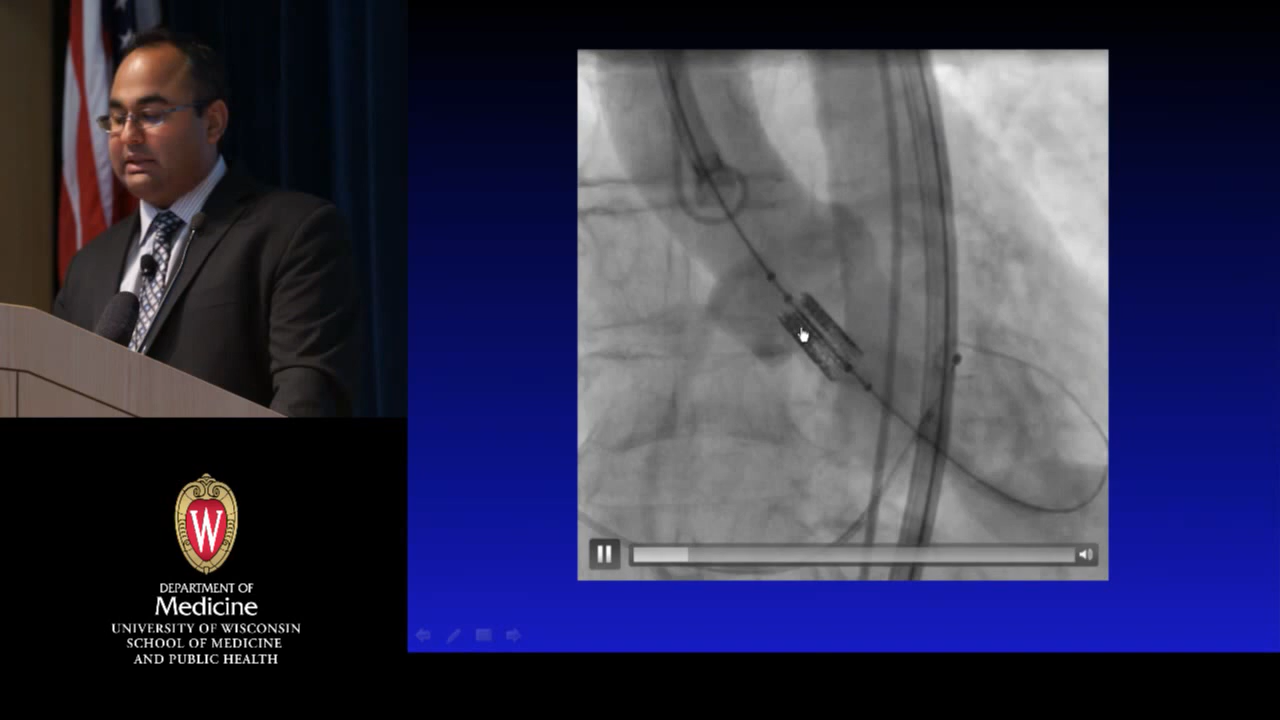 W
DEPARTMENT OF
Medicine
UNIVERSITY OF WISCONSIN
SCHOOL OF MEDICINE
AND PUBLIC HEALTH